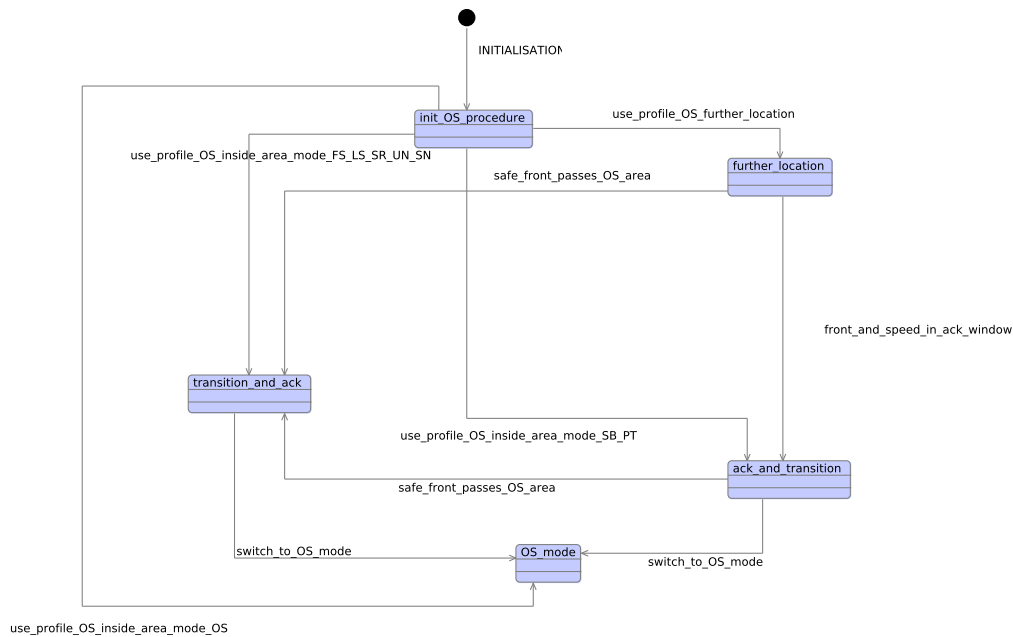 INITIALISATION
use_profile_OS_further_location
init_OS_procedure
use_profile_OS_inside_area_mode_FS_LS_SR_UN_SN
further_location
safe_front_passes_OS_area
front_and_speed_in_ack_window
transition_and_ack
use_profile_OS_inside_area_mode_SB_PT
ack_and_transition
safe_front_passes_OS_area
switch_to_OS_mode
OS_mode
switch_to_OS_mode
use_profile_OS_inside_area_mode_OS